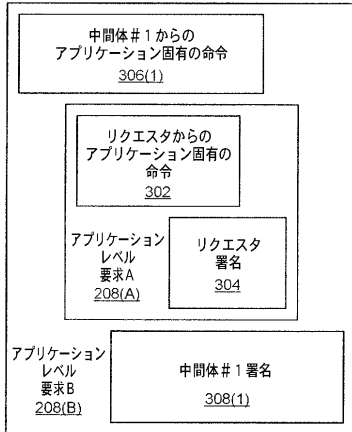 中間体＃1からの
アプリケーション固有の命令
306(1)
リクエスタからの
アプリケーション固有の
命令
302
アプリケーション
レベル
要求A
208(A)
リクエスタ
署名
304
アプリケーション
レベル
要求B
208(B)
中間体＃1署名
308(1)